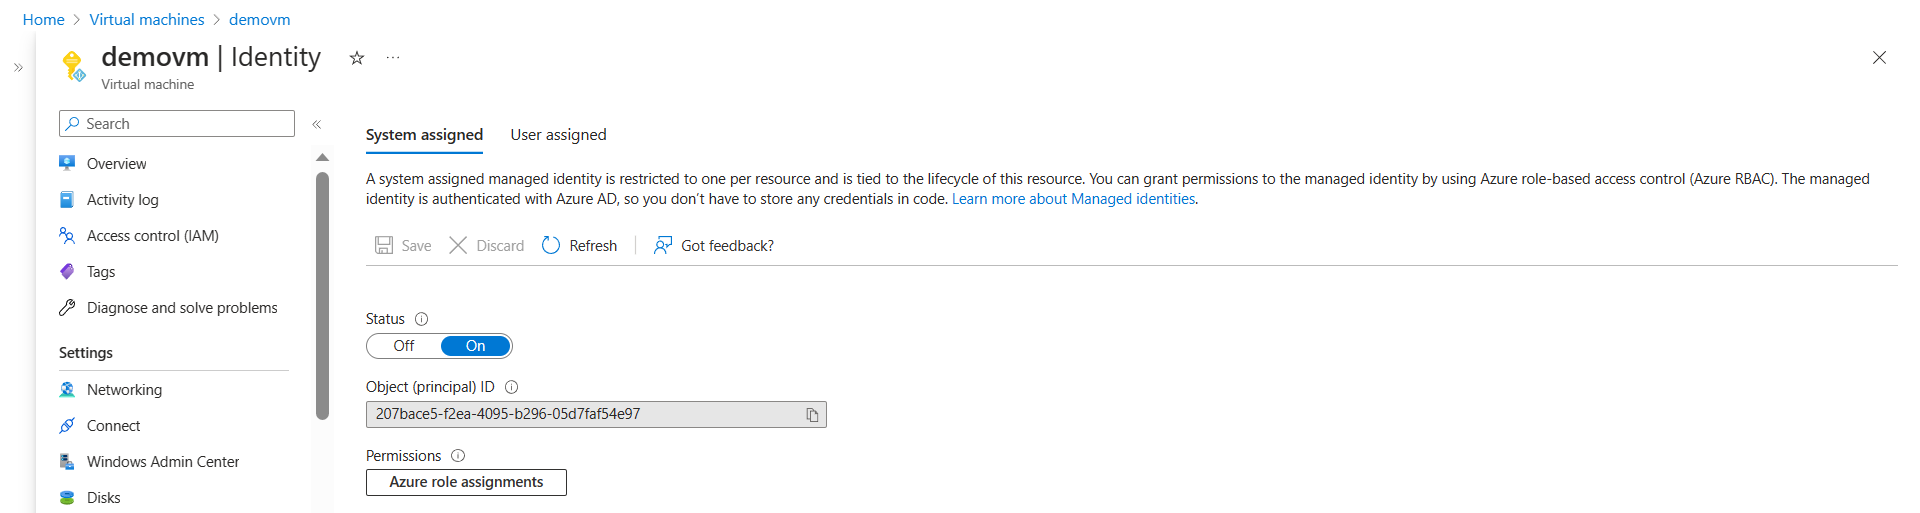 Home > Virtual machines > demovm
demovm | Identity
Virtual machine
Search
Overview
Activity log
Access control (IAM)
Tags
Diagnose and solve problems
Settings
Networking
Connect
Windows Admin Center
Disks
System assigned User assigned
A system assigned managed identity is restricted to one per resource and is tied to the lifecycle of this resource. You can grant permissions to the managed identity by using Azure role-based access control (Azure RBAC). The managed
identity is authenticated with Azure AD, so you don’t have to store any credentials in code. Learn more about Managed identities.
Save Discard Refresh Got feedback?
Status
Off On
Object (principal) ID
207bace5-f2ea-4095-b296-05d7faf54e97
Permissions
Azure role assignments